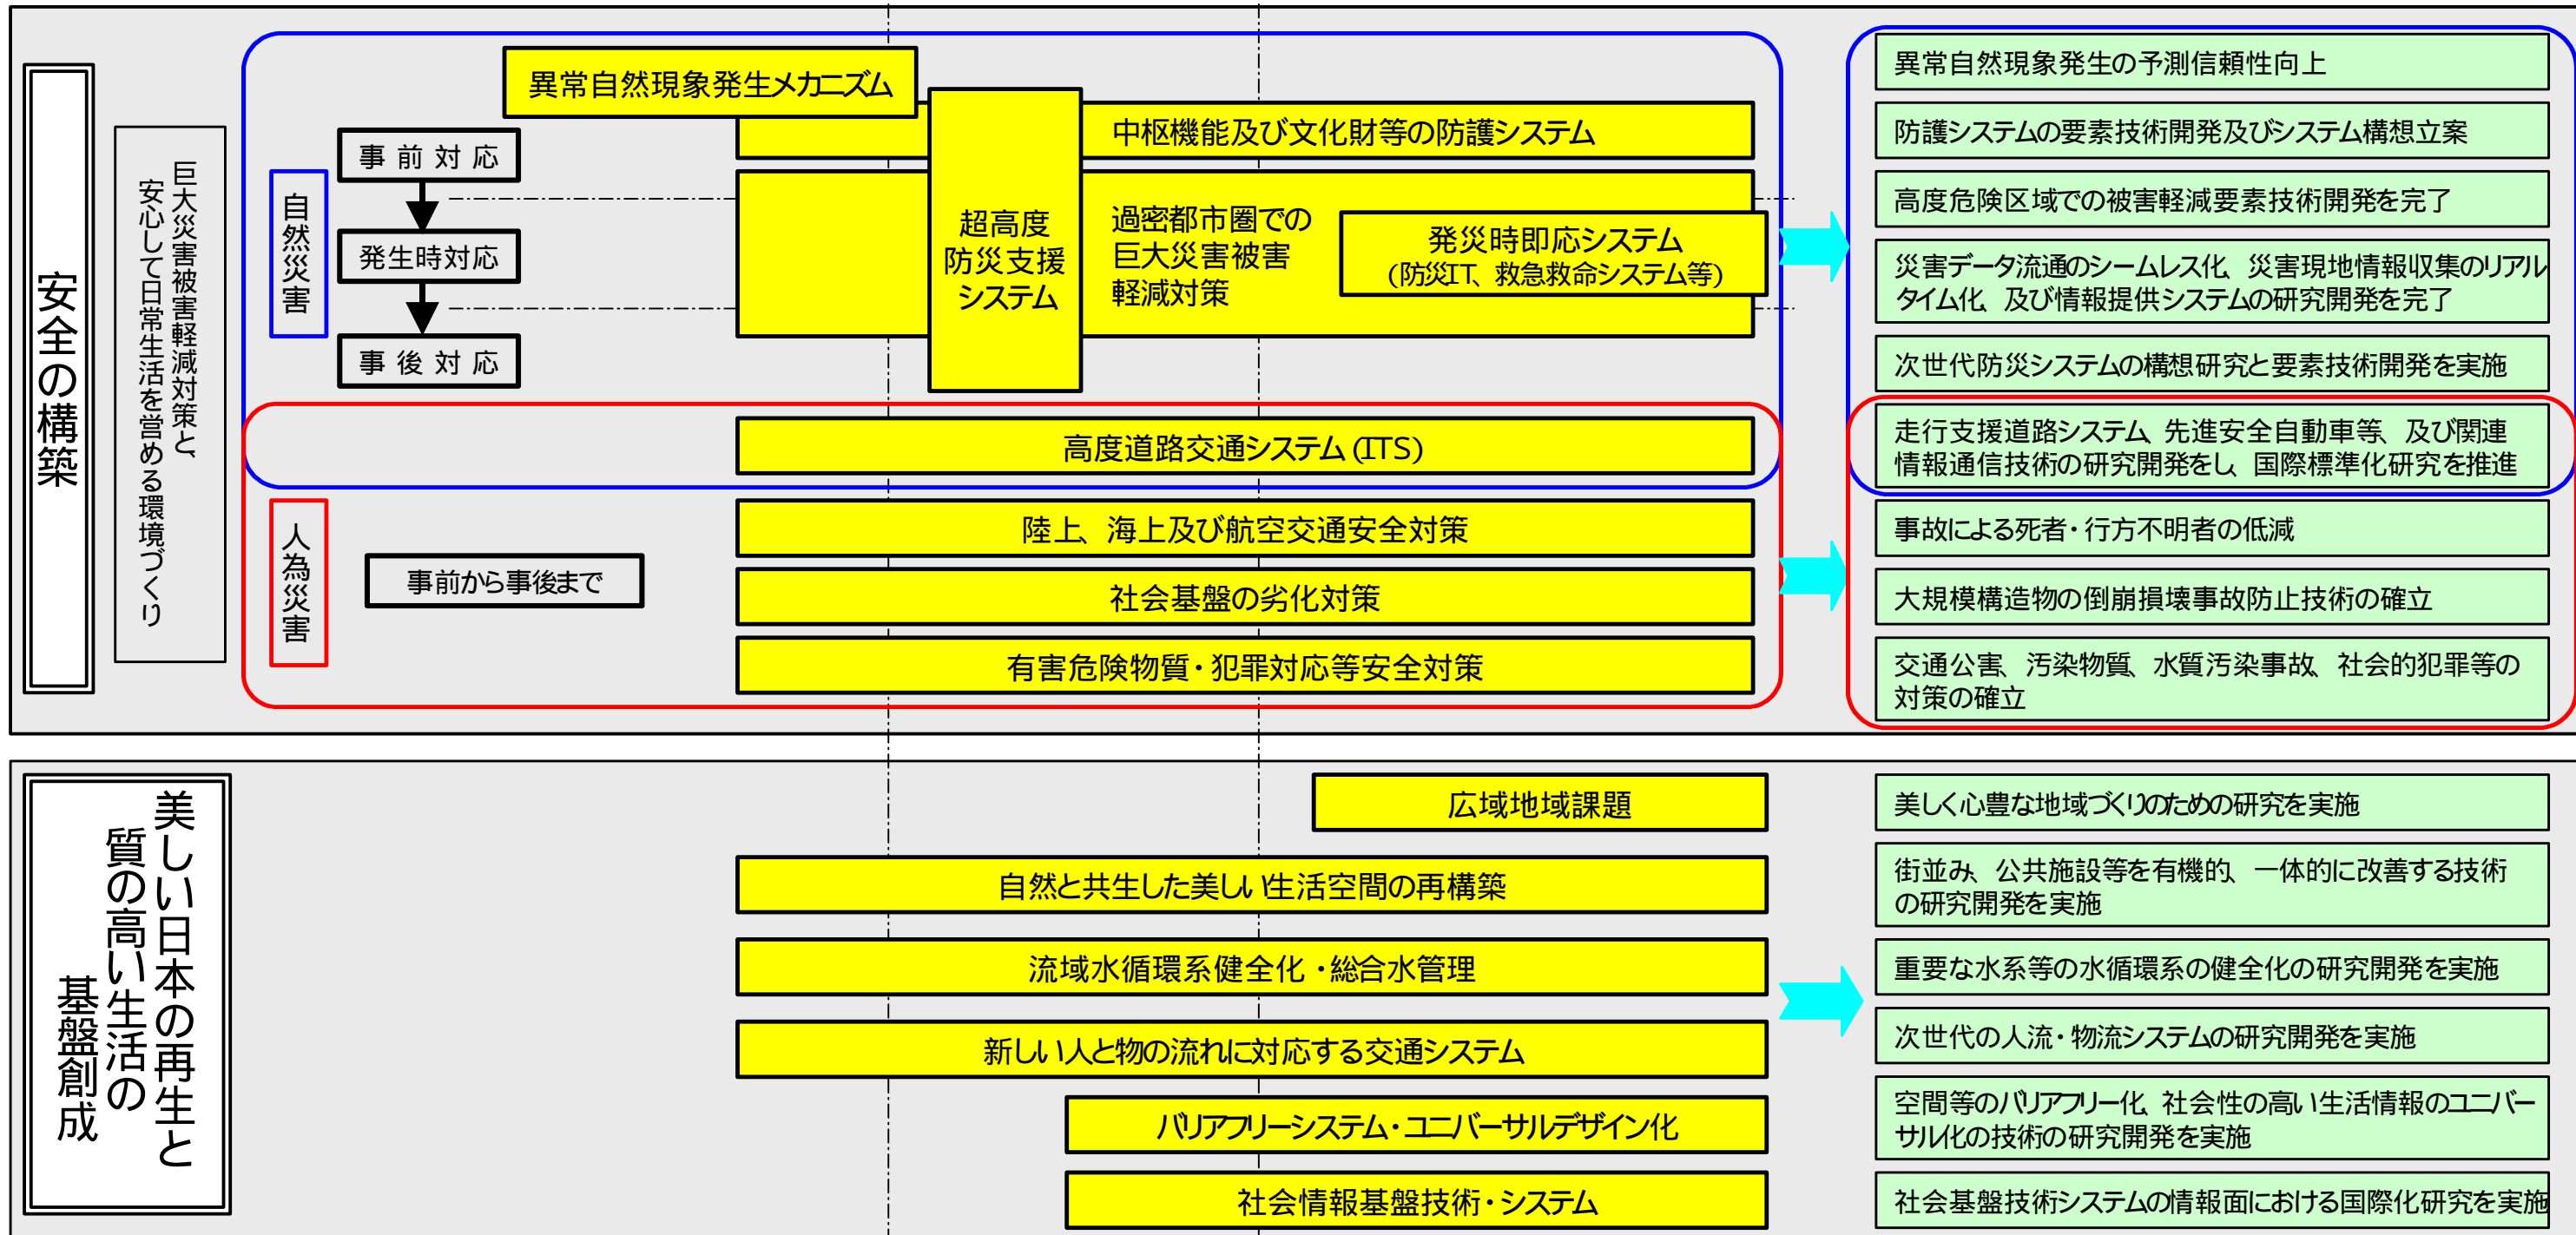 安全の構築
巨大災害被害軽減対策と、
安心して日常生活を営める環境づくり
自然災害
事前対応
発生時対応
事後対応
異常自然現象発生メカニズム
中枢機能及び文化財等の防護システム
超高度
防災支援
システム
過密都市圏での
巨大災害被害
軽減対策
発災時即応システム
(防災IT、救急救命システム等)
高度道路交通システム(ITS)
人為災害
事前から事後まで
陸上、海上及び航空交通安全対策
社会基盤の劣化対策
有害危険物質・犯罪対応等安全対策
異常自然現象発生の予測信頼性向上
防護システムの要素技術開発及びシステム構想立案
高度危険区域での被害軽減要素技術開発を完了
災害データ流通のシームレス化、災害現地情報収集のリアル
タイム化、及び情報提供システムの研究開発を完了
次世代防災システムの構想研究と要素技術開発を実施
走行支援道路システム、先進安全自動車等、及び関連
情報通信技術の研究開発をし、国際標準化研究を推進
事故による死者・行方不明者の低減
大規模構造物の倒崩損壊事故防止技術の確立
交通公害、汚染物質、水質汚染事故、社会的犯罪等の
対策の確立
美しい日本の再生と
質の高い生活の
基盤創成
広域地域課題
自然と共生した美しい生活空間の再構築
流域水循環系健全化・総合水管理
新しい人と物の流れに対応する交通システム
バリアフリーシステム・ユニバーサルデザイン化
社会情報基盤技術・システム
美しく心豊な地域づくりのための研究を実施
街並み、公共施設等を有機的、一体的に改善する技術
の研究開発を実施
重要な水系等の水循環系の健全化の研究開発を実施
次世代の人流・物流システムの研究開発を実施
空間等のバリアフリー化、社会性の高い生活情報のユニバー
サル化の技術の研究開発を実施
社会基盤技術システムの情報面における国際化研究を実施